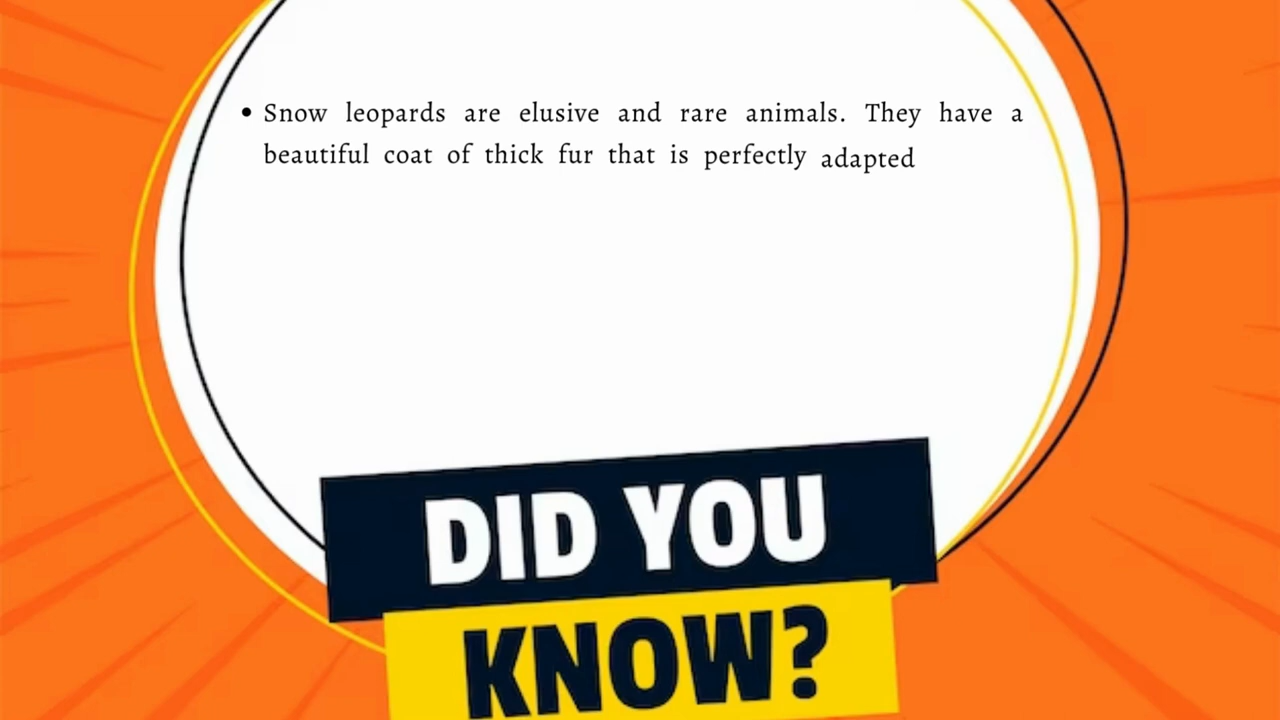 • Snow leopards are elusive and rare animals. They have a
beautiful coat of thick fur that is perfectly adapted
DID YOU
KNOW?